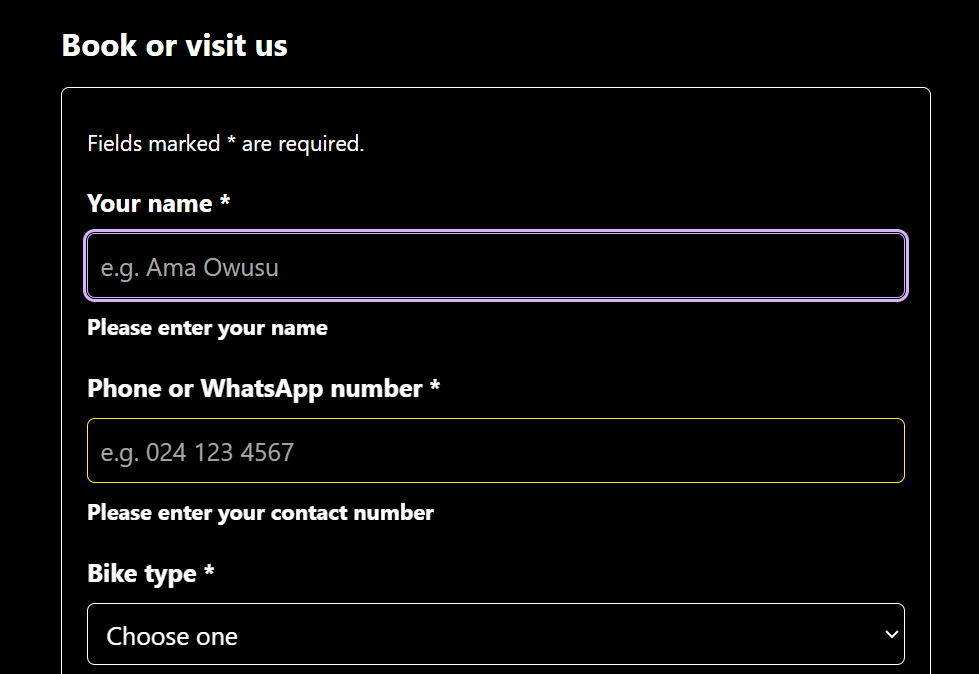 Book or visit us
Fields marked * are required.
Your name *
e.g. Ama Owusu
Please enter your name
Phone or WhatsApp number *
e.g. 024 123 4567
Please enter your contact number
Bike type *
Choose one